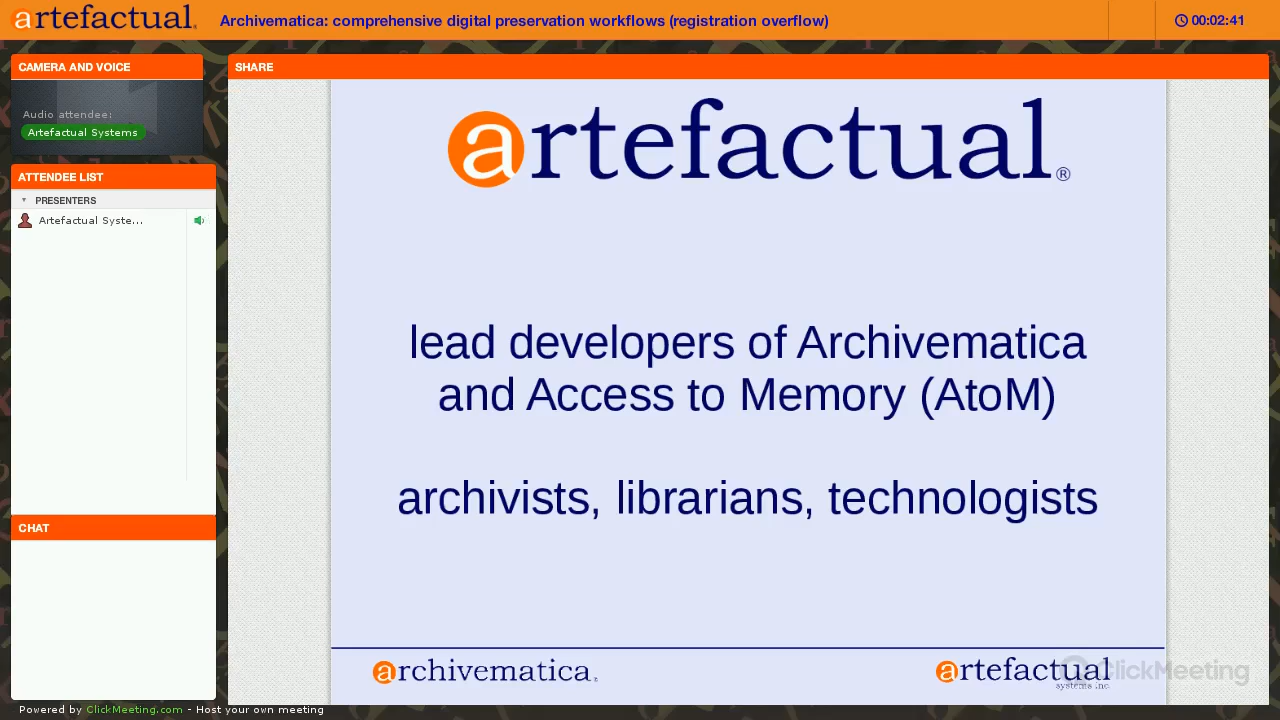 artefactual.
Archivematica: comprehensive digital preservation workflows (registration overflow)
00:02:41
CAMERA AND VOICE
Audio attendee:
Artefactual Systems
ATTENDEE LIST
PRESENTERS
Artefactual Syste...
CHAT
SHARE
artefactual®
lead developers of Archivematica
and Access to Memory (AtoM)
archivists, librarians, technologists
archivematica
artefactual
systems inc.
ClickMeeting
Powered by ClickMeeting.com - Host your own meeting